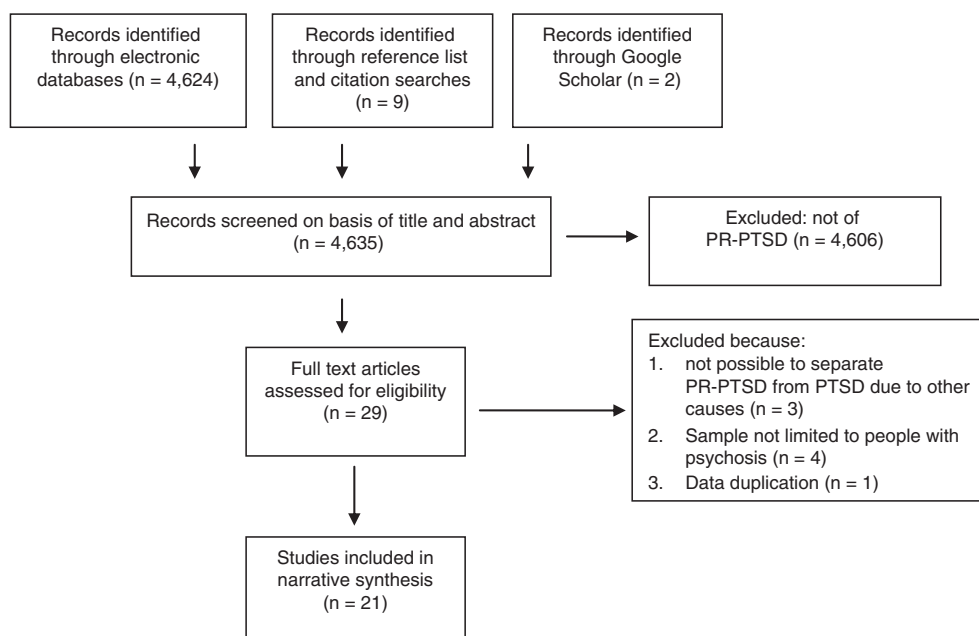 Records identified
through electronic
databases (n = 4,624)
Records identified
through reference list
and citation searches
(n = 9)
Records identified
through Google
Scholar (n = 2)
Records screened on basis of title and abstract
(n = 4,635)
Excluded: not of
PR-PTSD (n = 4,606)
Full text articles
assessed for eligibility
(n = 29)
Excluded because:
1. not possible to separate
PR-PTSD from PTSD due to other
causes (n = 3)
2. Sample not limited to people with
psychosis (n = 4)
3. Data duplication (n = 1)
Studies included in
narrative synthesis
(n = 21)